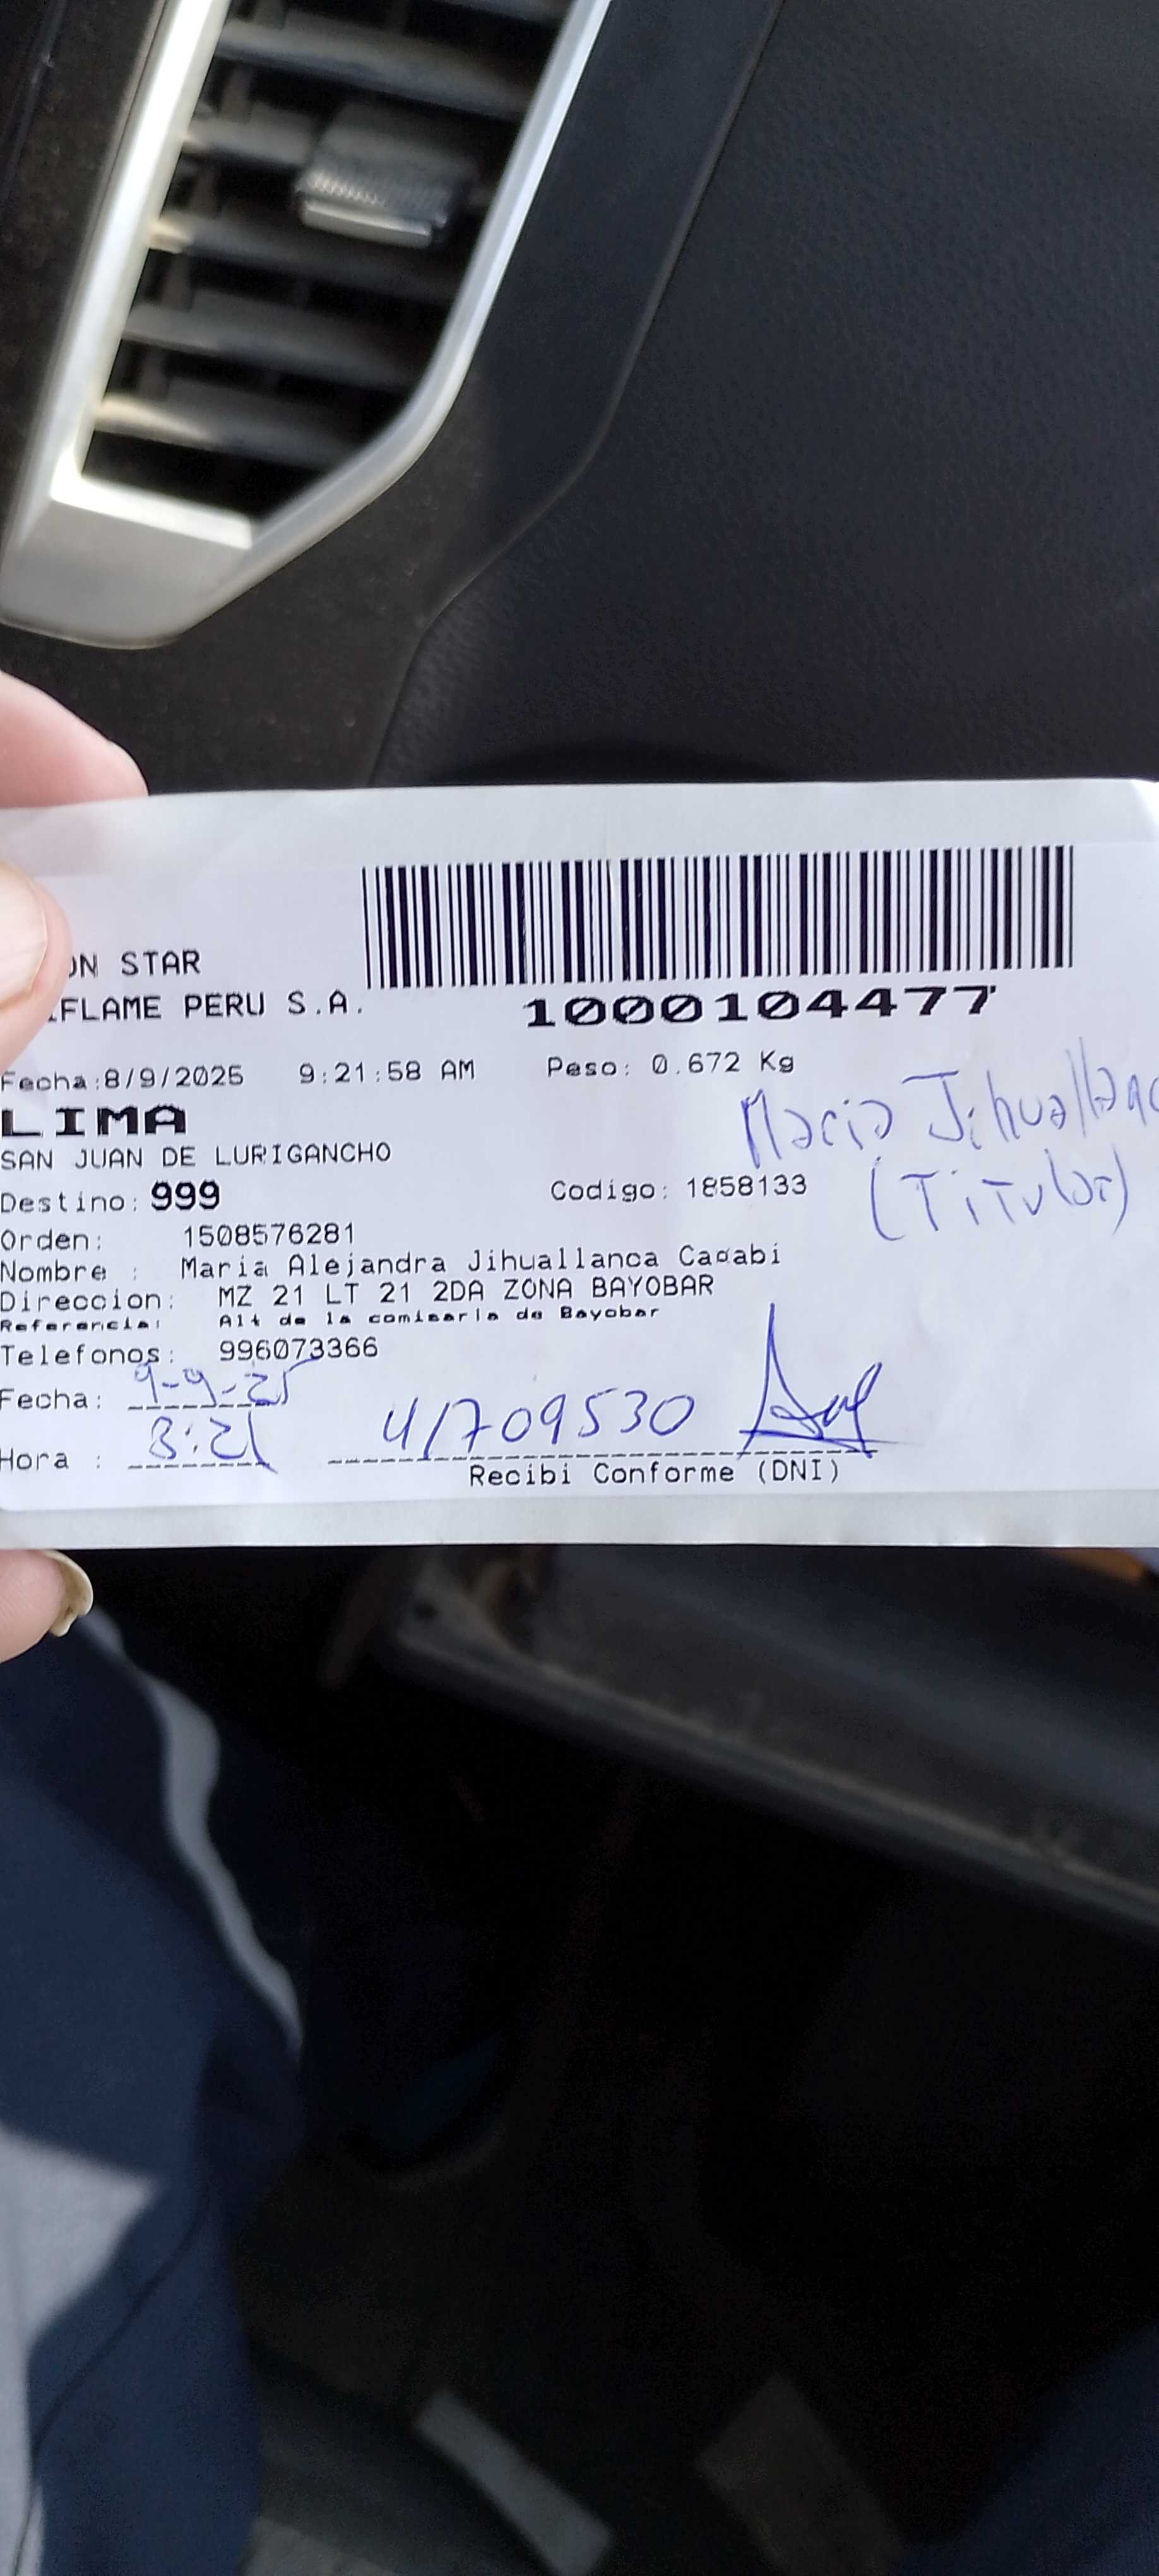 ON STAR
FLAME PERU S.A.
1000104477
Fecha:8/9/2025 9:21:58 AM Peso: 0.672 Kg
LIMA
Maria Jihuallanc
SAN JUAN DE LURIGANCHO
(Titular)
Destino: 999 Codigo: 1858133
Orden: 1508576281
Nombre : Maria Alejandra Jihuallanca
Direccion: MZ 21 LT 21 2DA ZONA BAYOBAR
Referencia: Alt de la comisaria de Bayobar
Telefonos: 996073366
Fecha: 9-9-25
Hora : 3:21 41709530
Recibi Conforme (DNI)